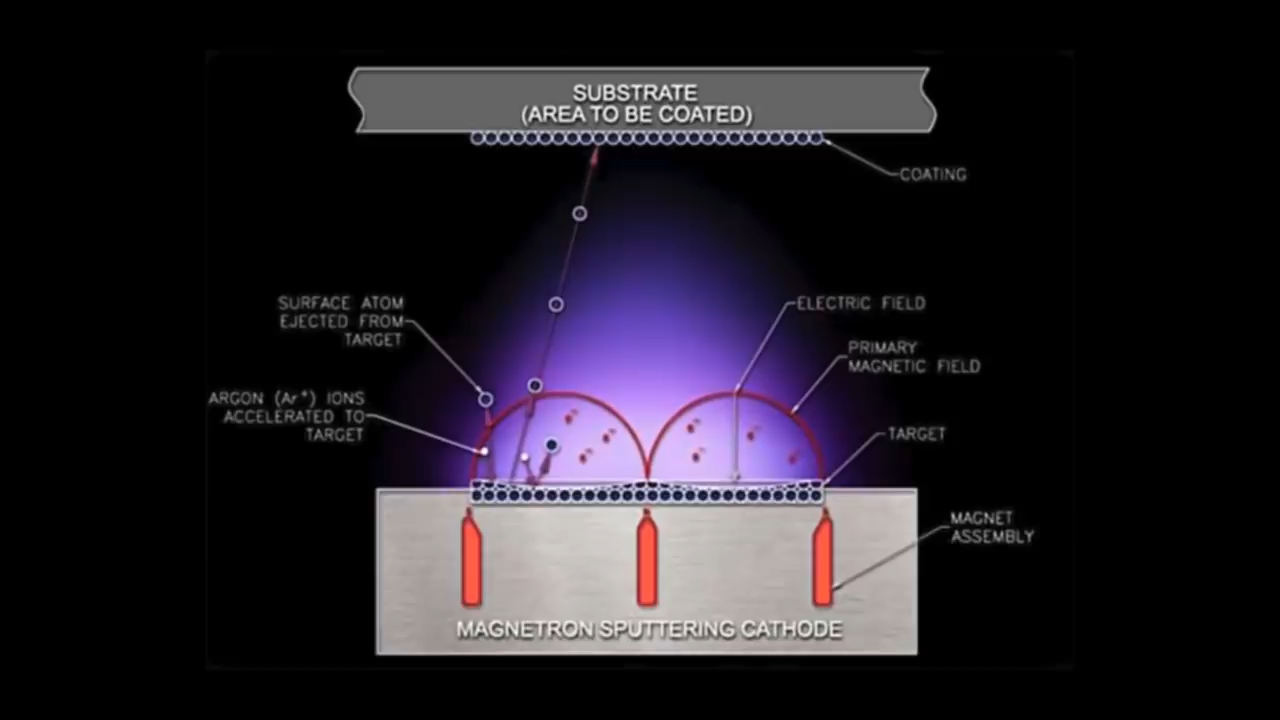 SUBSTRATE
(AREA TO BE COATED)
COATING
SURFACE ATOM
EJECTED FROM
TARGET
ELECTRIC FIELD
PRIMARY
MAGNETIC FIELD
ARGON (Ar⁺) IONS
ACCELERATED TO
TARGET
TARGET
MAGNET
ASSEMBLY
MAGNETRON SPUTTERING CATHODE